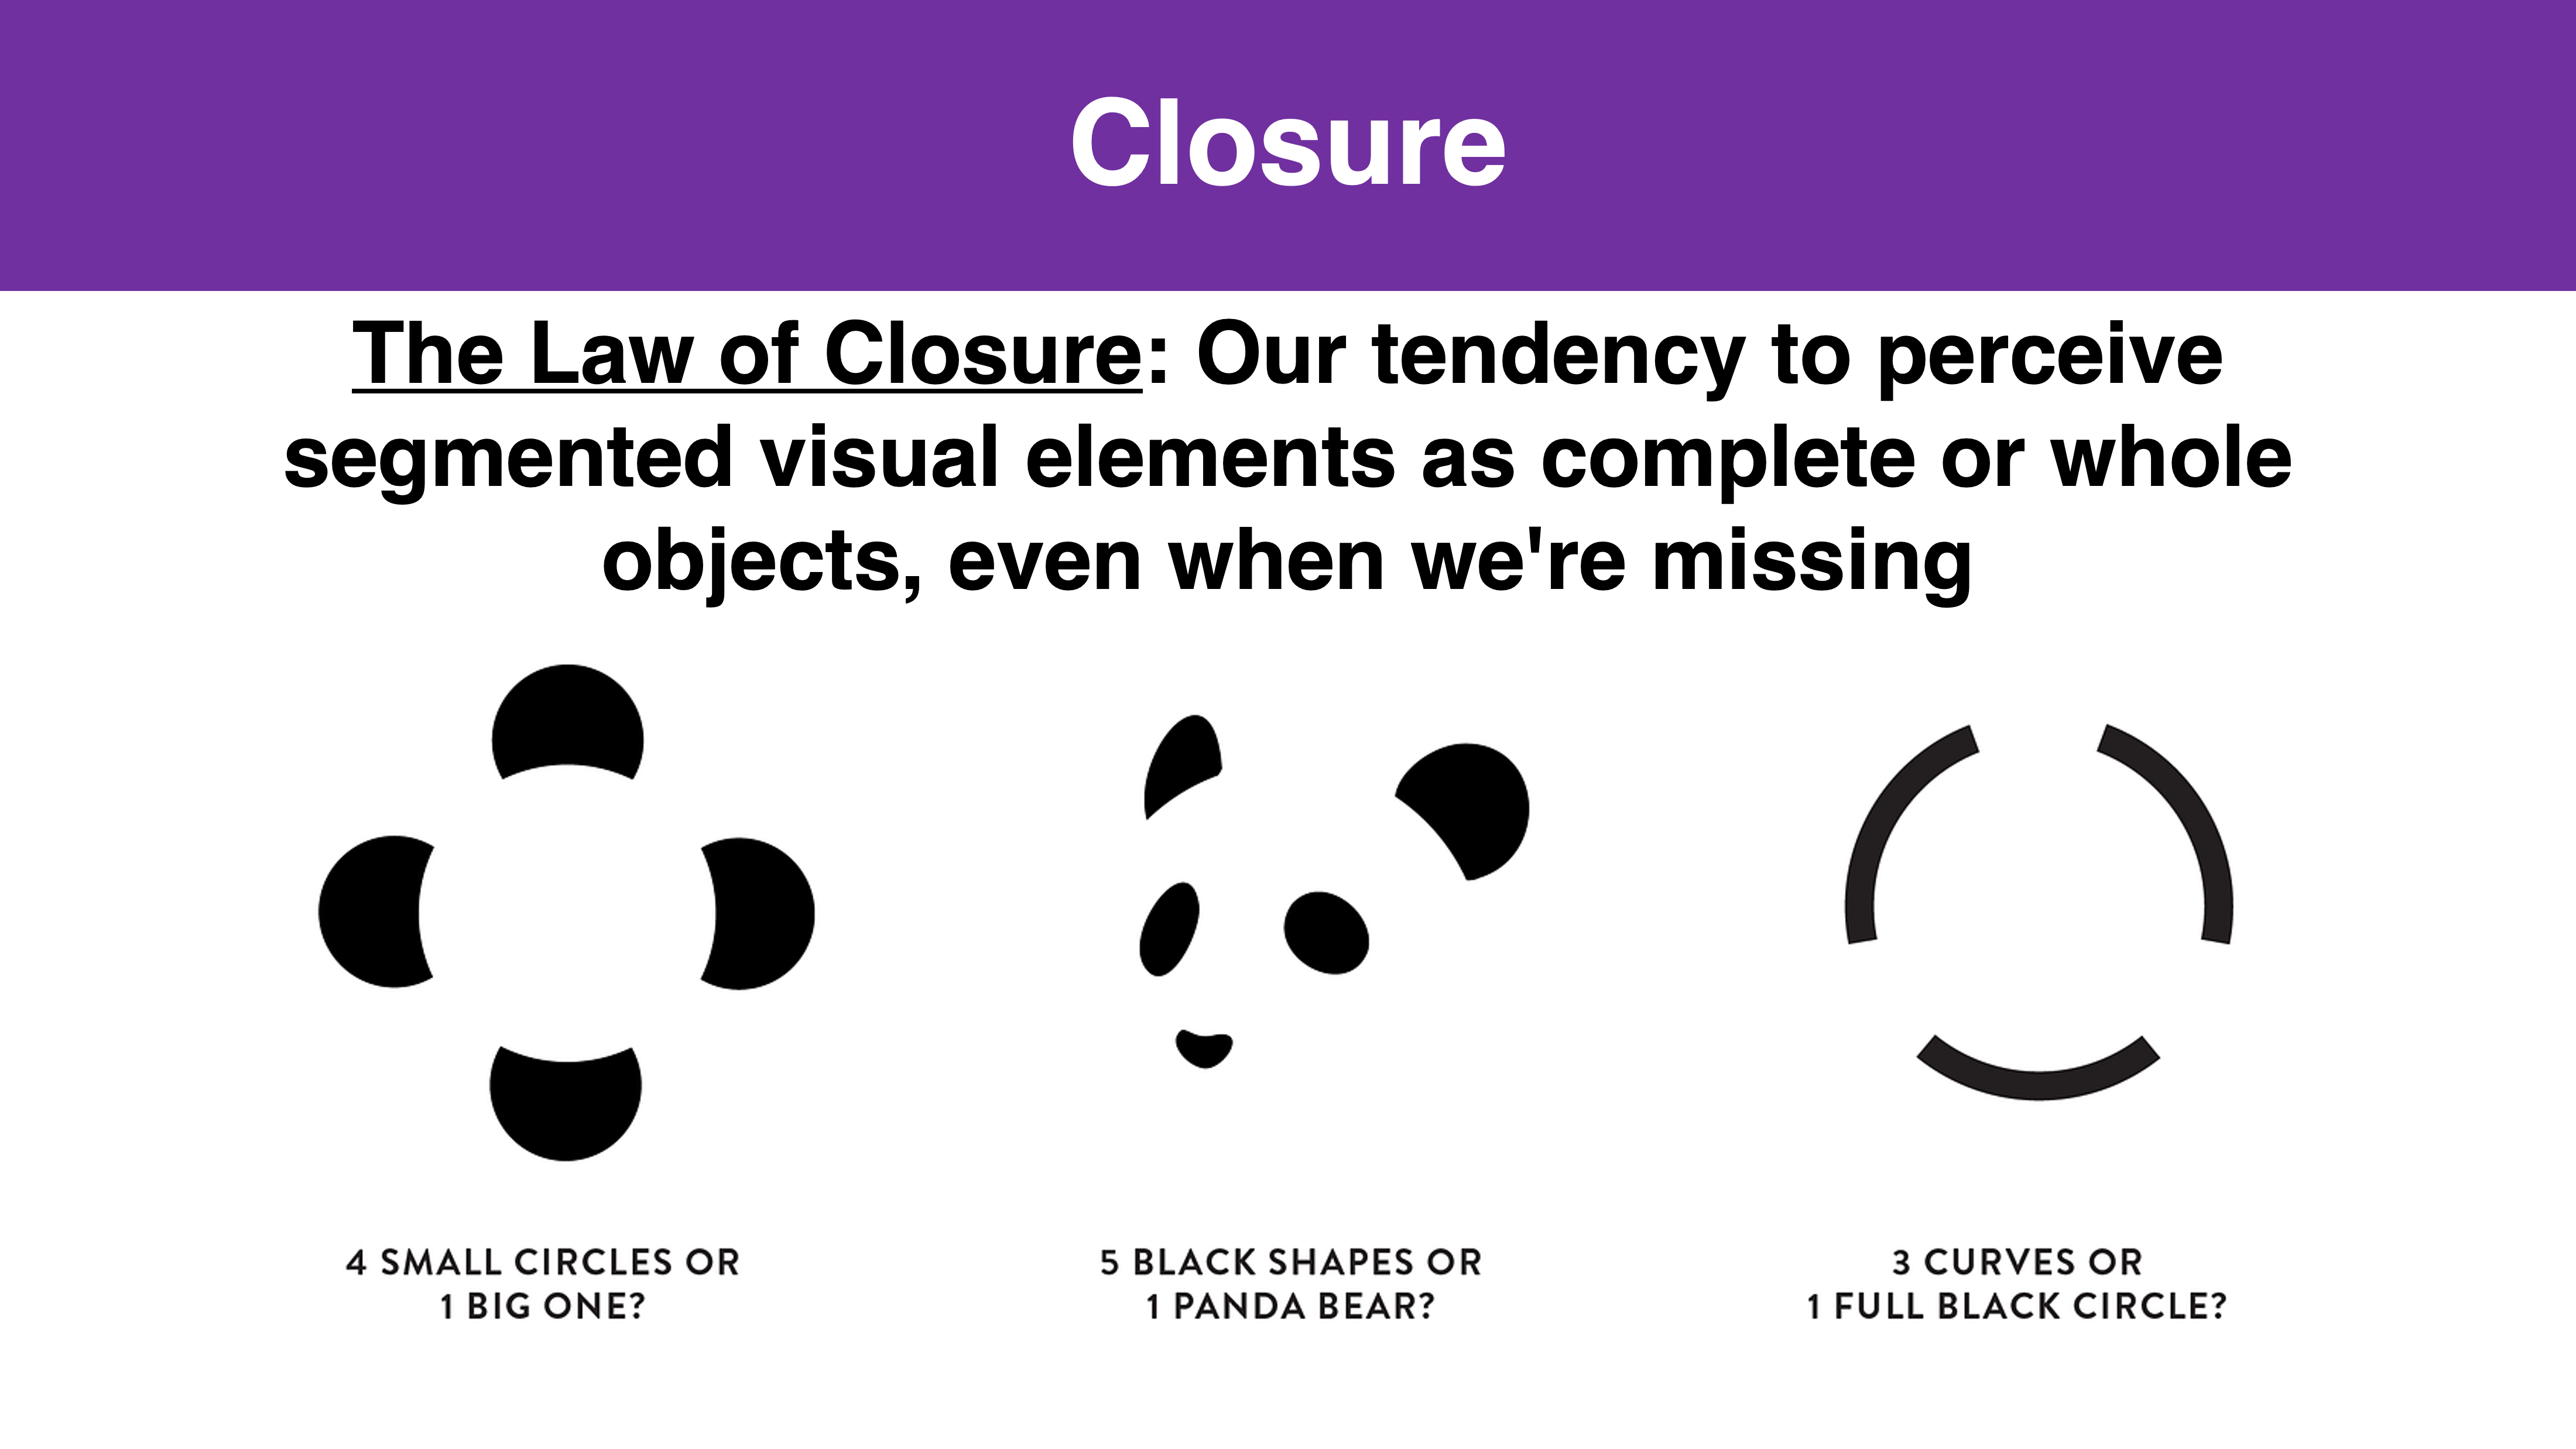 Closure
The Law of Closure: Our tendency to perceive
segmented visual elements as complete or whole
objects, even when we're missing
4 SMALL CIRCLES OR
1 BIG ONE?
5 BLACK SHAPES OR
1 PANDA BEAR?
3 CURVES OR
1 FULL BLACK CIRCLE?